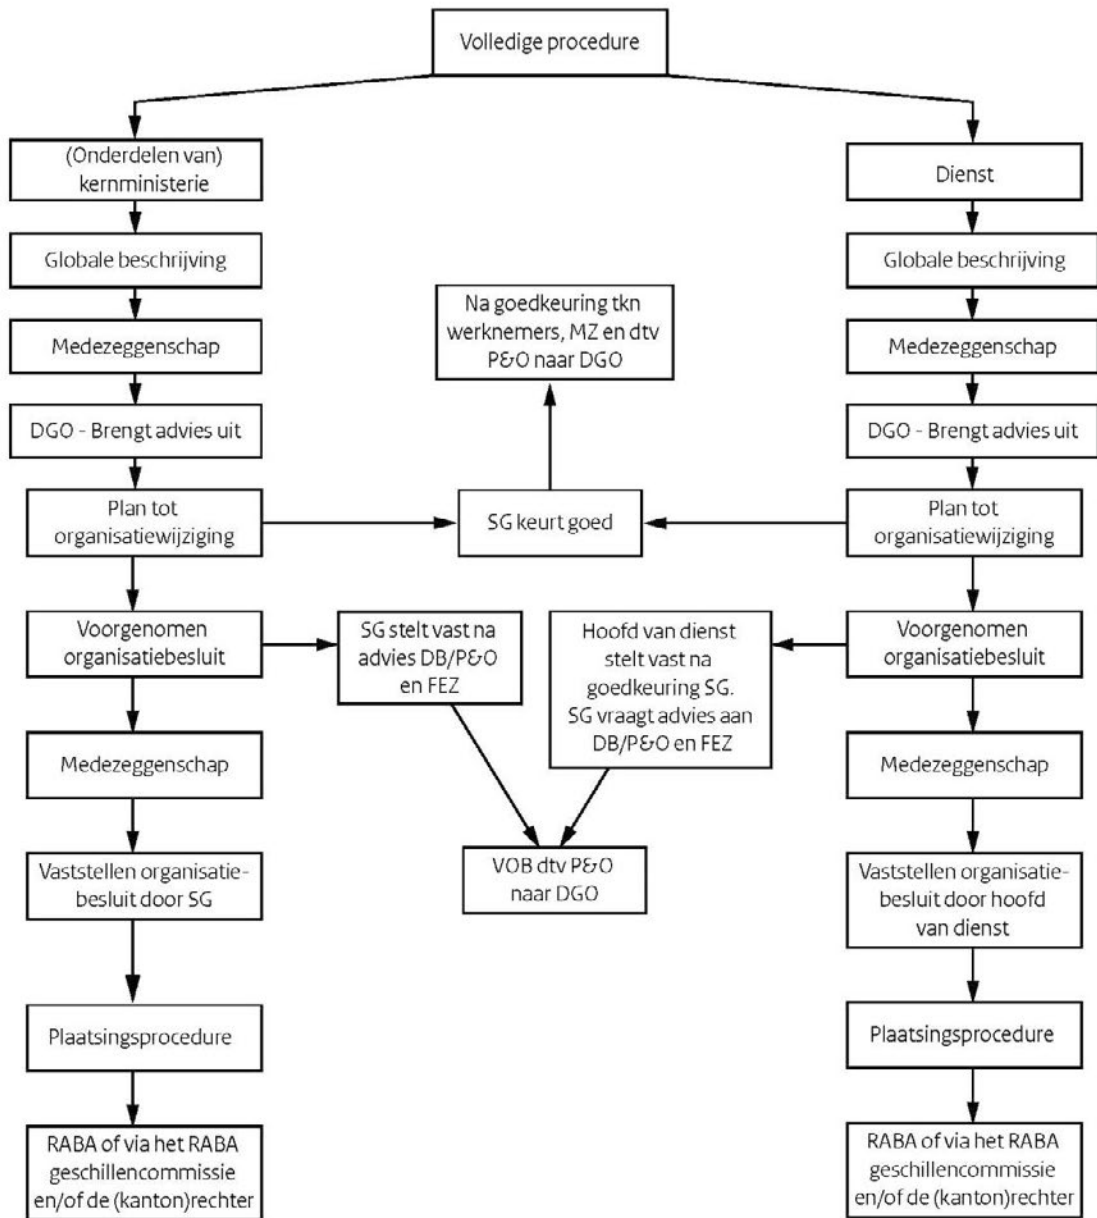 Volledige procedure
(Onderdelen van)
kernministerie
Globale beschrijving
Medezeggenschap
DGO - Brengt advies uit
Plan tot
organisatiewijziging
Voorgenomen
organisatiebesluit
Medezeggenschap
Vaststellen organisatie-
besluit door SG
Plaatsingsprocedure
RABA of via het RABA
geschillencommissie
en/of de (kanton)rechter
Na goedkeuring tkn
werknemers, MZ en dtv
P&O naar DGO
SG keurt goed
SG stelt vast na
advies DB/P&O
en FEZ
Hoofd van dienst
stelt vast na
goedkeuring SG.
SG vraagt advies aan
DB/P&O en FEZ
VOB dtv P&O
naar DGO
Dienst
Globale beschrijving
Medezeggenschap
DGO - Brengt advies uit
Plan tot
organisatiewijziging
Voorgenomen
organisatiebesluit
Medezeggenschap
Vaststellen organisatie-
besluit door hoofd
van dienst
Plaatsingsprocedure
RABA of via het RABA
geschillencommissie
en/of de (kanton)rechter